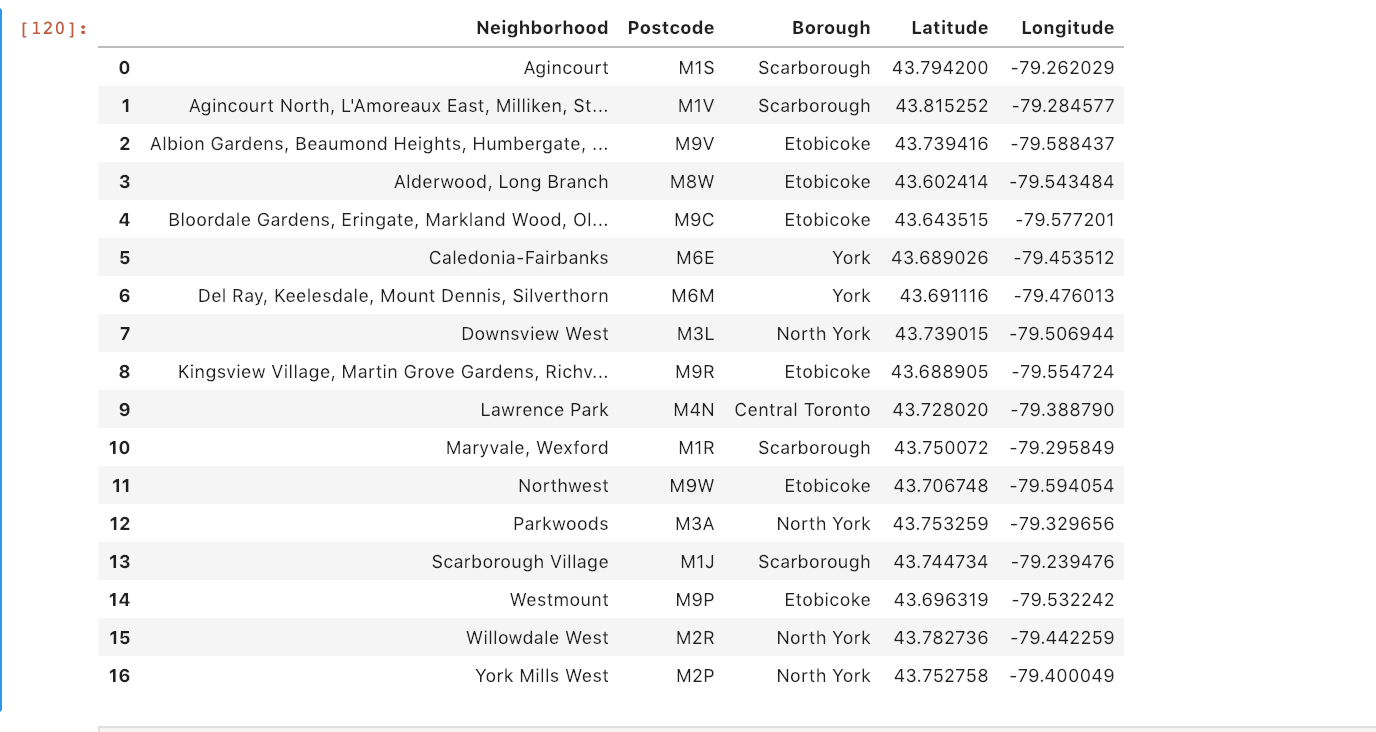 [120]: Neighborhood Postcode Borough Latitude Longitude
0 Agincourt M1S Scarborough 43.794200 -79.262029
1 Agincourt North, L'Amoreaux East, Milliken, St... M1V Scarborough 43.815252 -79.284577
2 Albion Gardens, Beaumond Heights, Humbergate, ... M9V Etobicoke 43.739416 -79.588437
3 Alderwood, Long Branch M8W Etobicoke 43.602414 -79.543484
4 Bloordale Gardens, Eringate, Markland Wood, Ol... M9C Etobicoke 43.643515 -79.577201
5 Caledonia-Fairbanks M6E York 43.689026 -79.453512
6 Del Ray, Keelesdale, Mount Dennis, Silverthorn M6M York 43.691116 -79.476013
7 Downsview West M3L North York 43.739015 -79.506944
8 Kingsview Village, Martin Grove Gardens, Richv... M9R Etobicoke 43.688905 -79.554724
9 Lawrence Park M4N Central Toronto 43.728020 -79.388790
10 Maryvale, Wexford M1R Scarborough 43.750072 -79.295849
11 Northwest M9W Etobicoke 43.706748 -79.594054
12 Parkwoods M3A North York 43.753259 -79.329656
13 Scarborough Village M1J Scarborough 43.744734 -79.239476
14 Westmount M9P Etobicoke 43.696319 -79.532242
15 Willowdale West M2R North York 43.782736 -79.442259
16 York Mills West M2P North York 43.752758 -79.400049